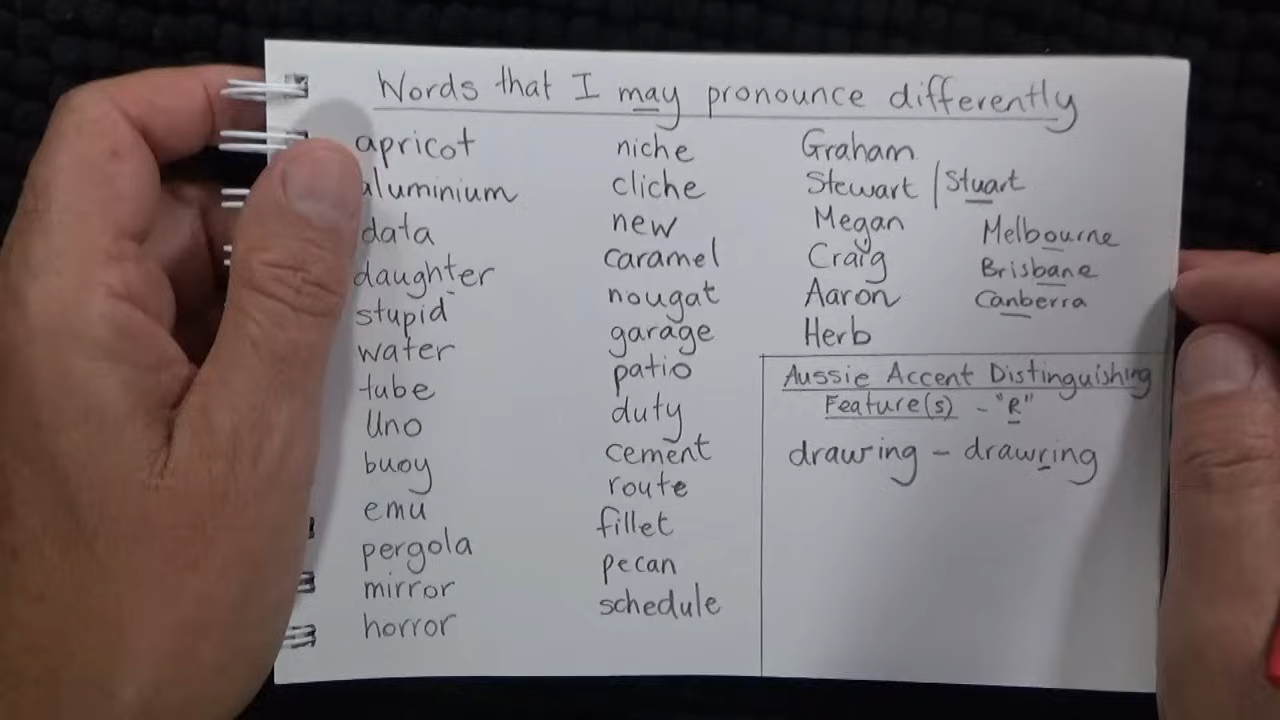 Words that I may pronounce differently
apricot
aluminium
data
daughter
stupid
water
tube
Uno
buoy
emu
pergola
mirror
horror
niche
cliche
new
caramel
nougat
garage
patio
duty
cement
route
fillet
pecan
schedule
Graham
Stewart / Stuart
Megan
Craig
Aaron
Herb
Melbourne
Brisbane
Canberra
Aussie Accent Distinguishing
Feature(s) - "R"
drawing - drawring